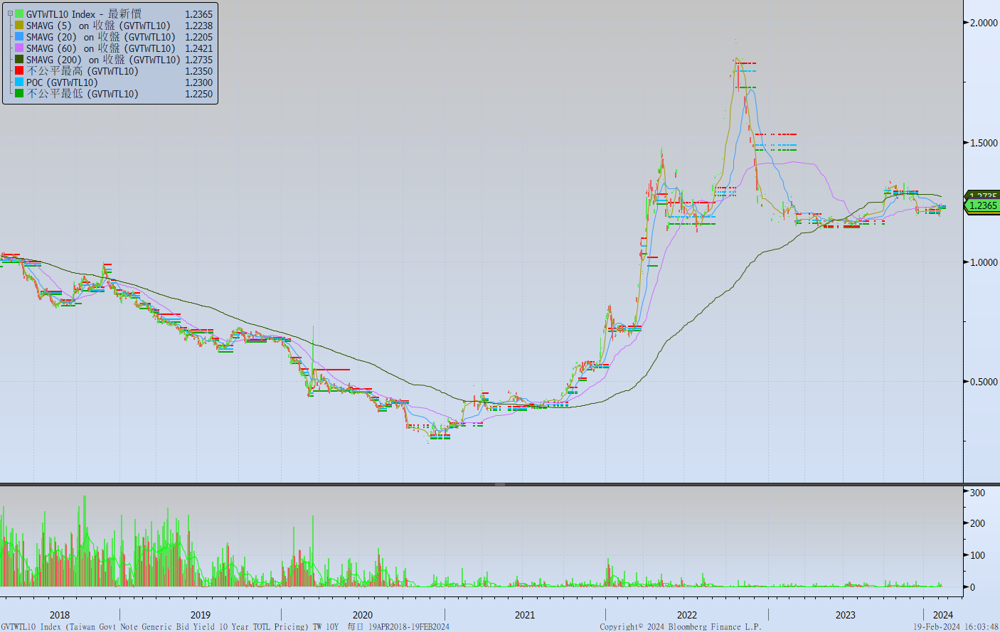 GVTWTL10 Index - 最新價 1.2365
SMAVG (5) on 收盤 (GVTWTL10) 1.2238
SMAVG (20) on 收盤 (GVTWTL10) 1.2205
SMAVG (60) on 收盤 (GVTWTL10) 1.2421
SMAVG (200) on 收盤 (GVTWTL10) 1.2735
不公平最高 (GVTWTL10) 1.2350
POC (GVTWTL10) 1.2300
不公平最低 (GVTWTL10) 1.2250
2.0000
1.5000
1.2735
1.2365
1.0000
0.5000
300
200
100
0
2018 2019 2020 2021 2022 2023 2024
GVTWTL10 Index (Taiwan Govt Note Generic Bid Yield 10 Year TOTL Pricing) TW 10Y 每日 19APR2018-19FEB2024 Copyright© 2024 Bloomberg Finance L.P. 19-Feb-2024 16:03:48